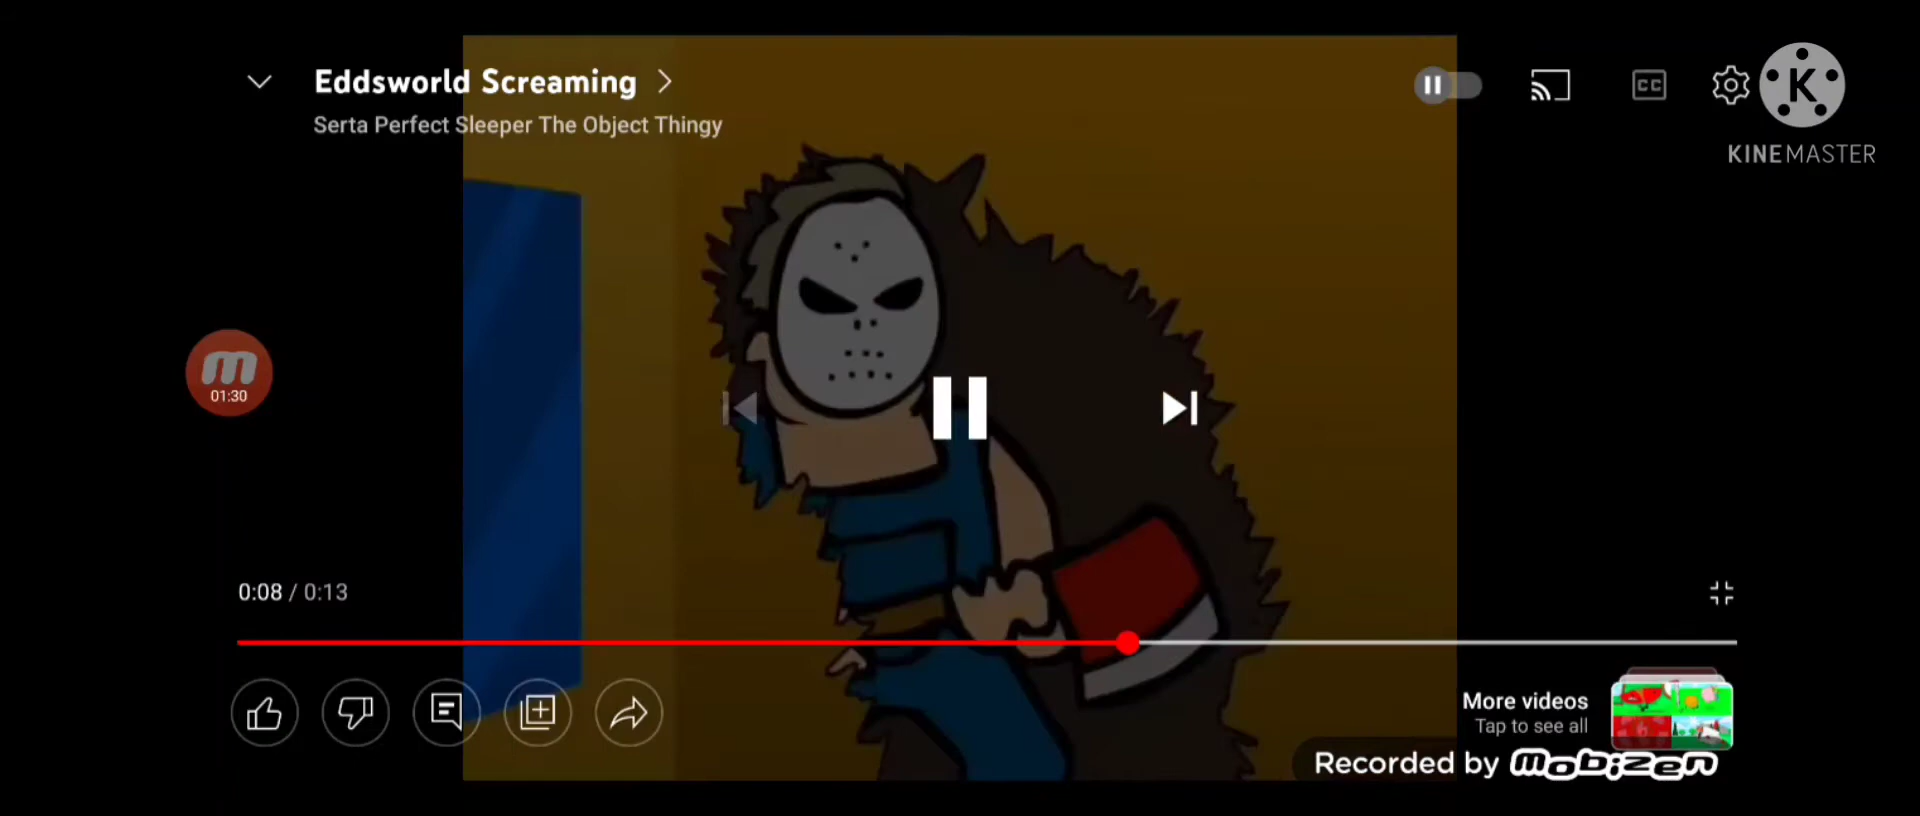 Eddsworld Screaming
Serta Perfect Sleeper The Object Thingy
CC
K
KINEMASTER
m
01:30
0:08 / 0:13
More videos
Tap to see all
Recorded by mobizen